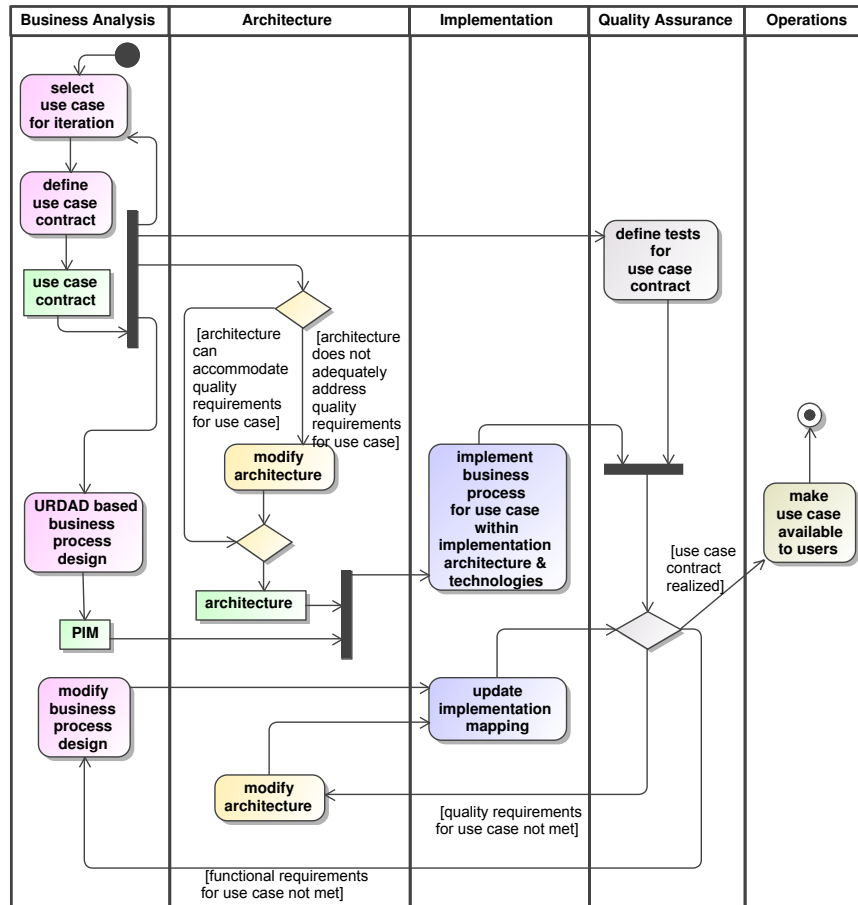 Business Analysis
Architecture
Implementation
Quality Assurance
Operations
select
use case
for iteration
define
use case
contract
use case
contract
define tests
for
use case
contract
[architecture
can
accommodate
quality
requirements
for use case]
[architecture
does not
adequately
address
quality
requirements
for use case]
modify
architecture
implement
business
process
for use case
within
implementation
architecture &
technologies
URDAD based
business
process
design
make
use case
available
to users
[use case
contract
realized]
architecture
PIM
modify
business
process
design
update
implementation
mapping
modify
architecture
[quality requirements
for use case not met]
[functional requirements
for use case not met]